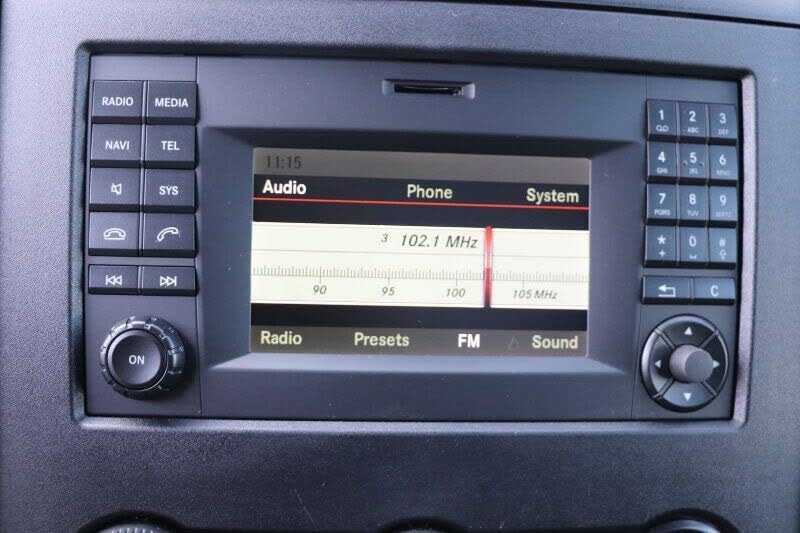 RADIO MEDIA
NAVI TEL
SYS
ON
11:15
Audio Phone System
3 102.1 MHz
90 95 100 105 MHz
Radio Presets FM Sound
1 2 ABC 3 DEF
4 GHI 5 JKL 6 MNO
7 PQRS 8 TUV 9 WXYZ
* + 0 #
C